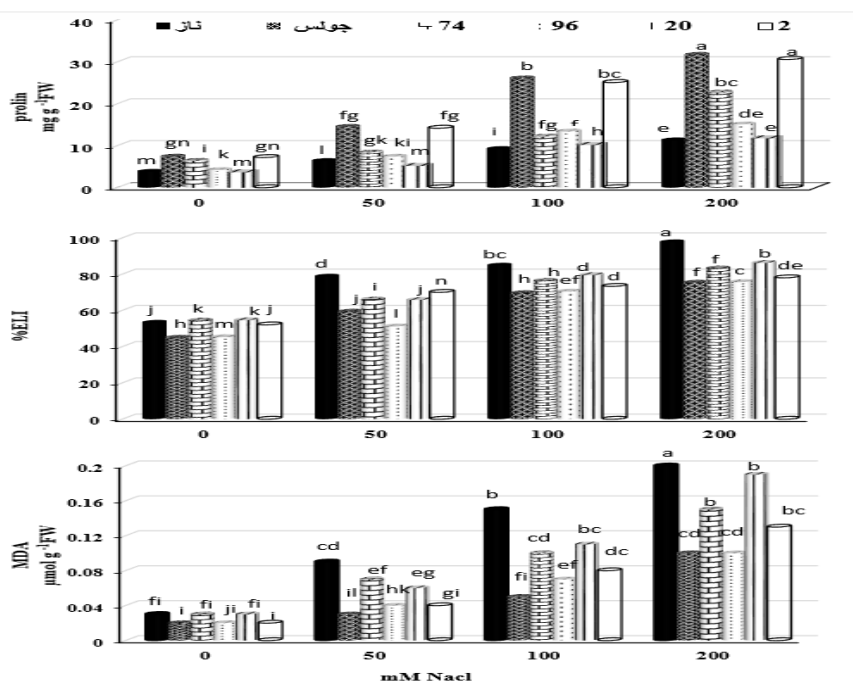 40 ناز جولس 74 96 20 2
30
20
10
0
prolin
mg g -1FW
m gn i k m gn
l fg gk ki m fg
i b fg f h bc
e a bc de e a
0 50 100 200
100
80
60
40
20
0
%ELI
j h k m k j
d j i l j n
bc h h ef d d
a f f c b de
0 50 100 200
0.2
0.16
0.12
0.08
0.04
0
MDA
µmol g -1FW
fi i fi ji fi i
cd il ef hk eg gi
b fi cd ef bc dc
a cd b cd b bc
0 50 100 200
mM Nacl